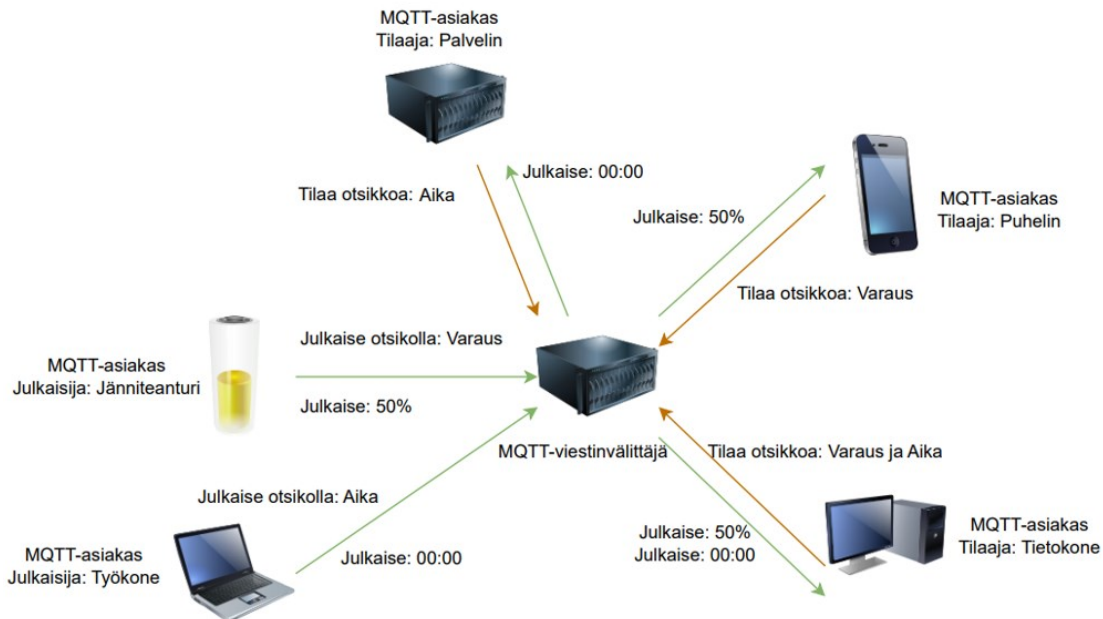 MQTT-asiakas
Tilaaja: Palvelin
Tilaa otsikkoa: Aika
Julkaise: 00:00
Julkaise: 50%
MQTT-asiakas
Tilaaja: Puhelin
Tilaa otsikkoa: Varaus
MQTT-asiakas
Julkaisija: Jänniteanturi
Julkaise otsikolla: Varaus
Julkaise: 50%
MQTT-viestinvälittäjä
Tilaa otsikkoa: Varaus ja Aika
Julkaise otsikolla: Aika
MQTT-asiakas
Julkaisija: Työkone
Julkaise: 00:00
Julkaise: 50%
Julkaise: 00:00
MQTT-asiakas
Tilaaja: Tietokone